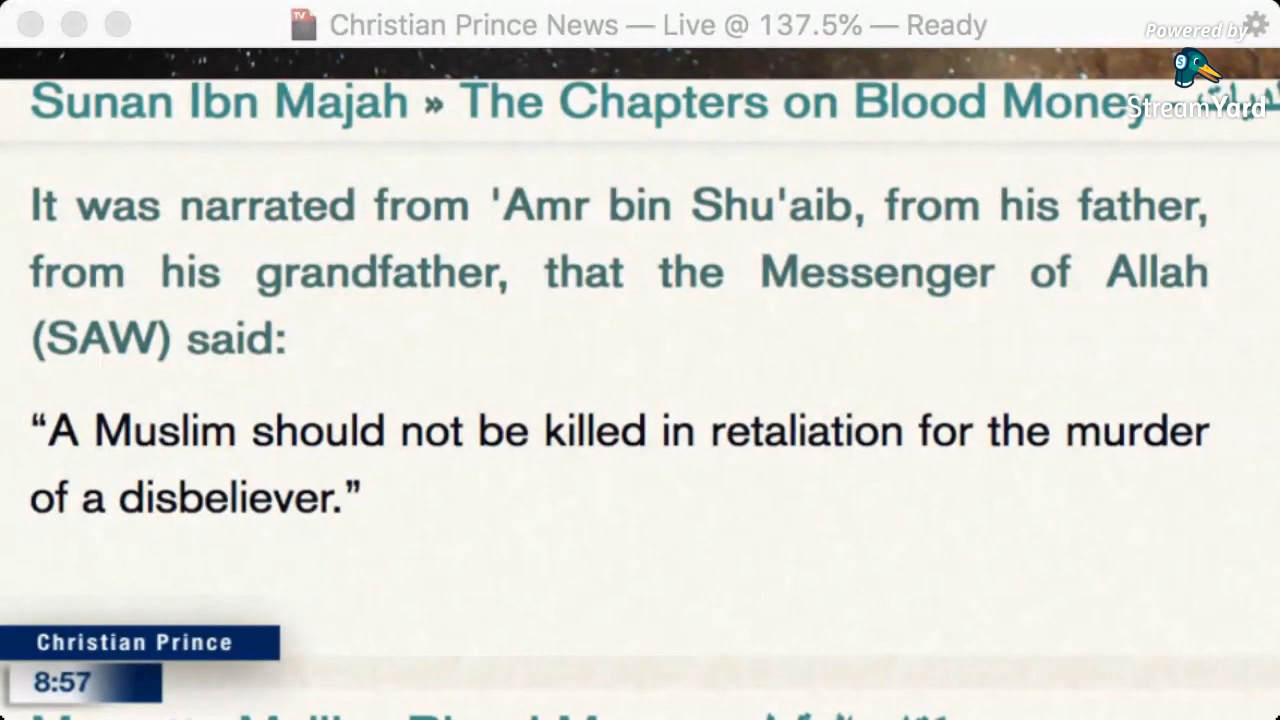 Christian Prince News — Live @ 137.5% — Ready
Powered by
StreamYard
Sunan Ibn Majah » The Chapters on Blood Money
It was narrated from 'Amr bin Shu'aib, from his father,
from his grandfather, that the Messenger of Allah
(SAW) said:
“A Muslim should not be killed in retaliation for the murder
of a disbeliever.”
Christian Prince
8:57